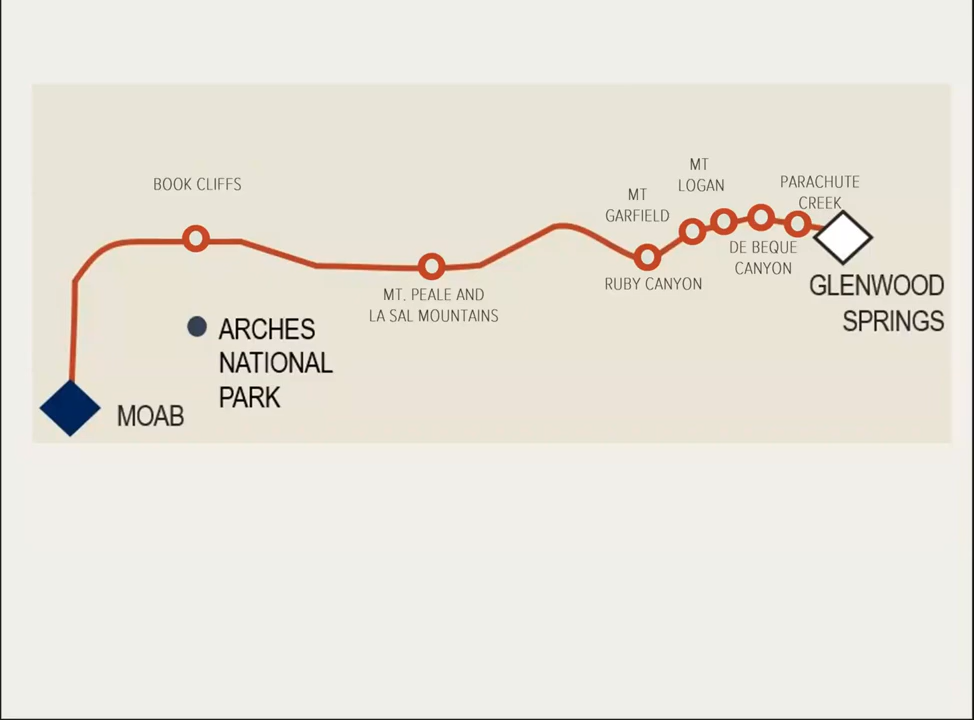 MT
LOGAN
PARACHUTE
CREEK
BOOK CLIFFS
MT
GARFIELD
DE BEQUE
CANYON
RUBY CANYON
GLENWOOD
SPRINGS
MT. PEALE AND
LA SAL MOUNTAINS
ARCHES
NATIONAL
PARK
MOAB